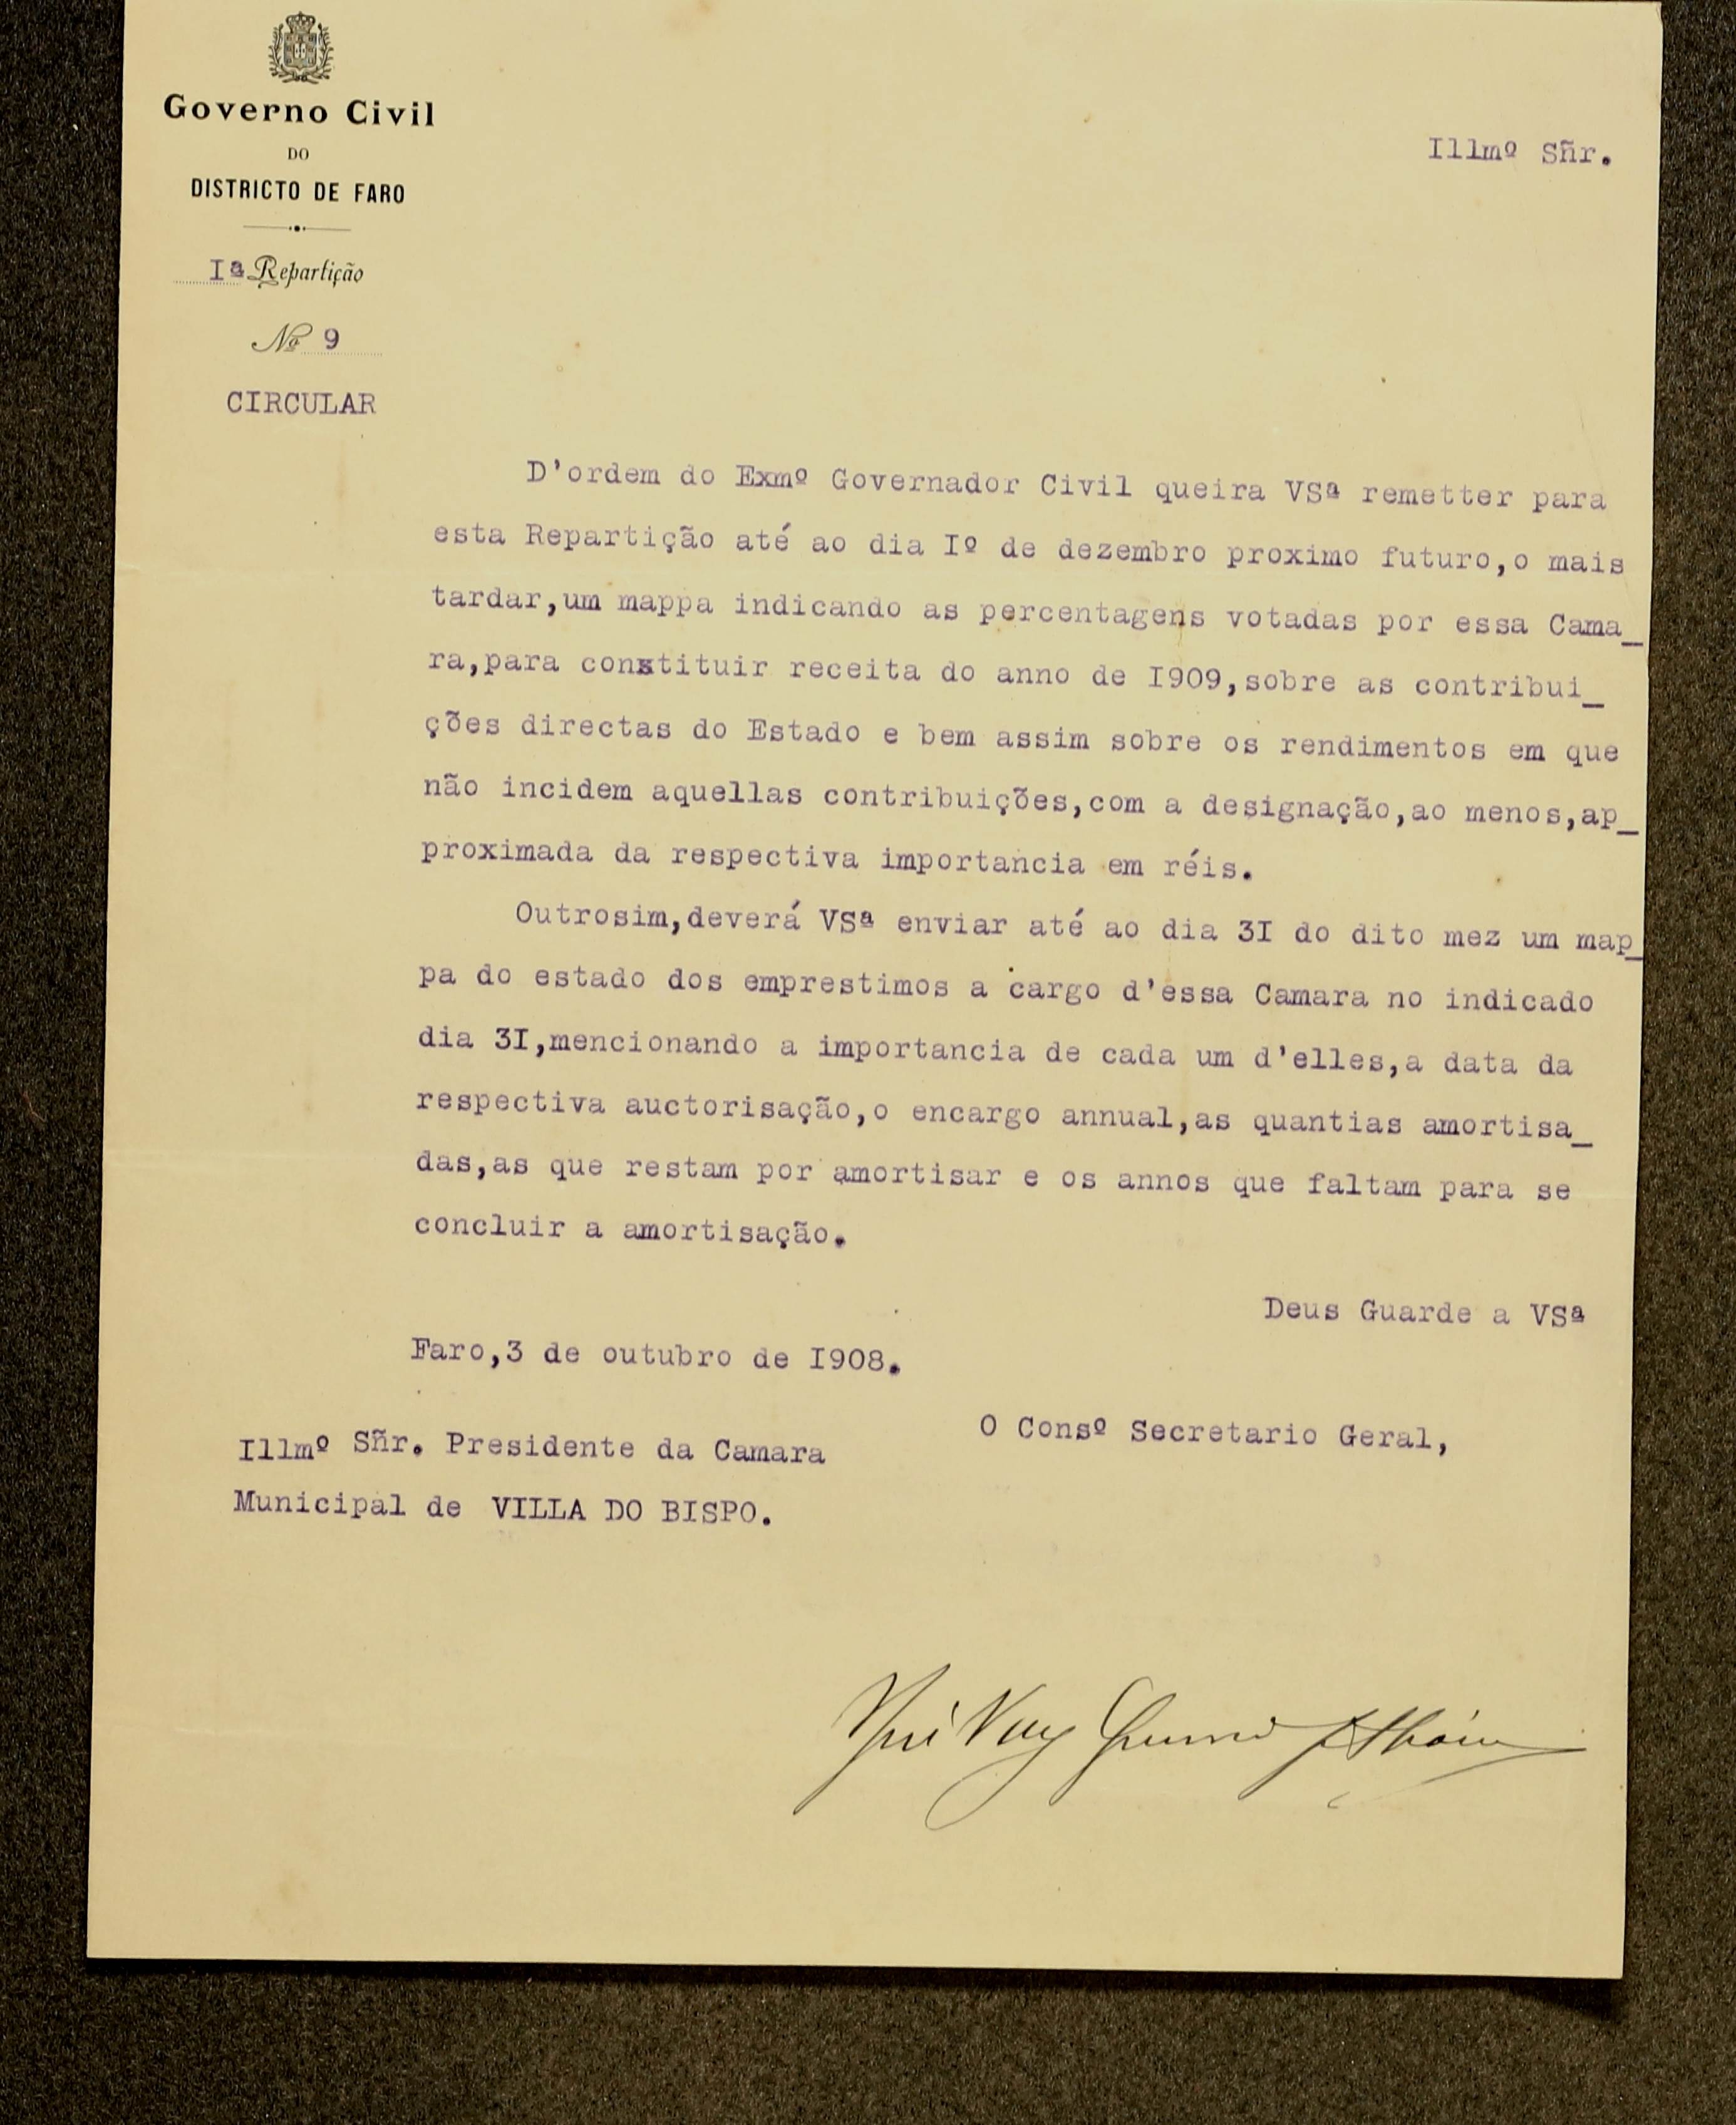 Governo Civil
DO
DISTRICTO DE FARO
Iª Repartição
Nº 9
CIRCULAR
Illmº Sñr.
D'ordem do Exmº Governador Civil queira VSª remetter para
esta Repartição até ao dia Iº de dezembro proximo futuro,o mais
tardar,um mappa indicando as percentagens votadas por essa Cama_
ra,para constituir receita do anno de I909,sobre as contribui_
ções directas do Estado e bem assim sobre os rendimentos em que
não incidem aquellas contribuições,com a designação,ao menos,ap_
proximada da respectiva importancia em réis.
Outrosim,deverá VSª enviar até ao dia 3I do dito mez um map_
pa do estado dos emprestimos a cargo d'essa Camara no indicado
dia 3I,mencionando a importancia de cada um d'elles,a data da
respectiva auctorisação,o encargo annual,as quantias amortisa_
das,as que restam por amortisar e os annos que faltam para se
concluir a amortisação.
Deus Guarde a VSª
Faro,3 de outubro de I908.
O Consº Secretario Geral,
Illmº Sñr. Presidente da Camara
Municipal de VILLA DO BISPO.